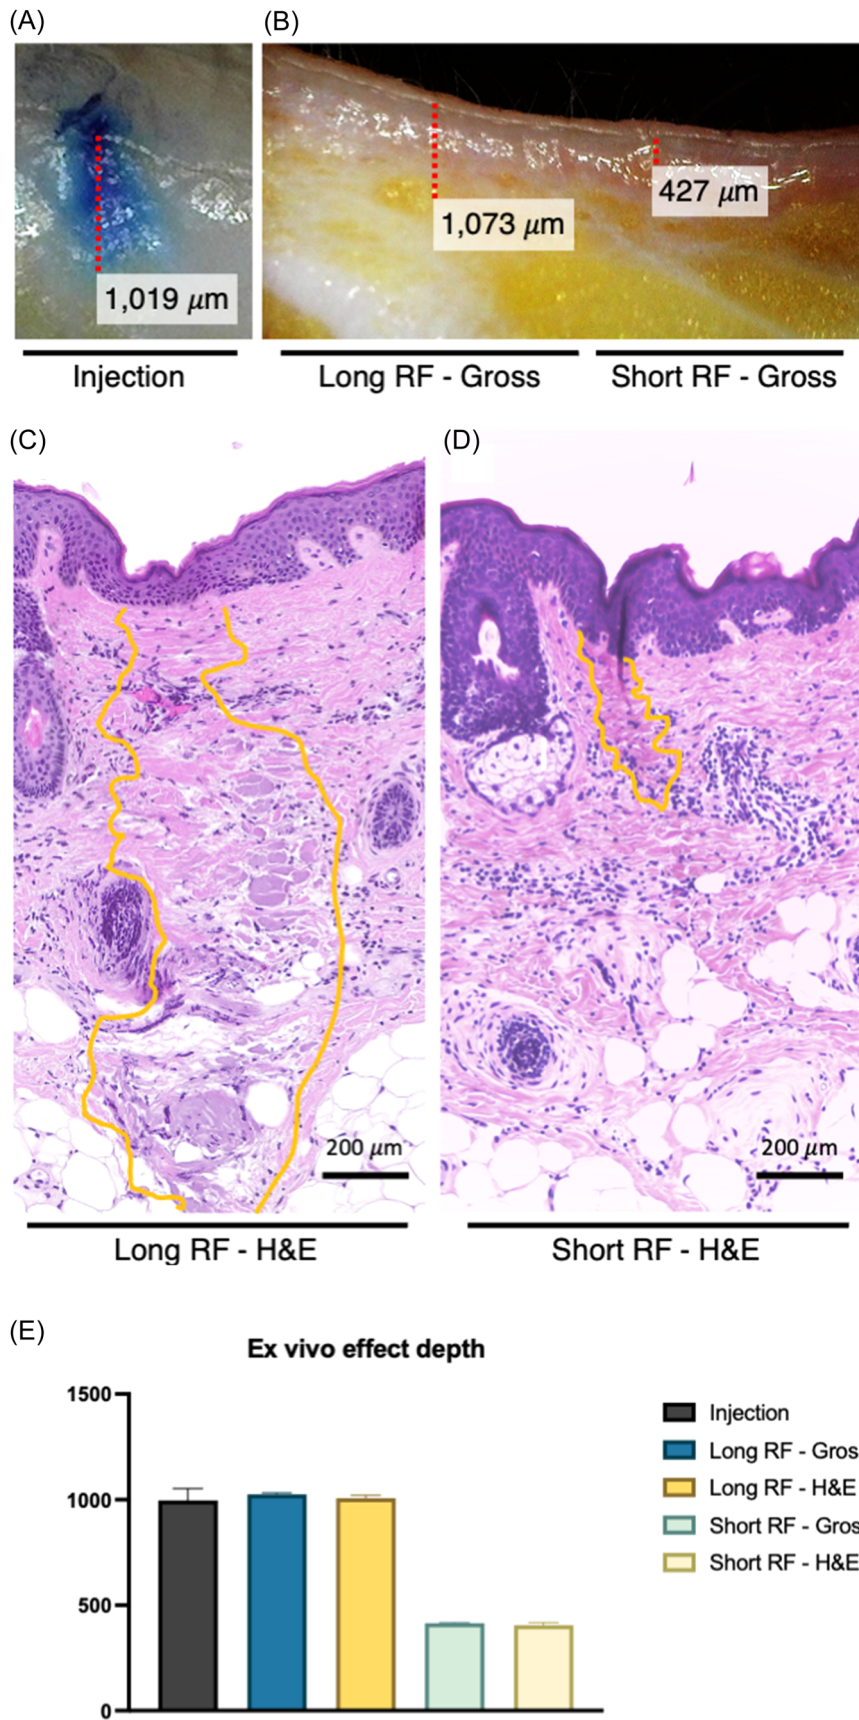 (A)
(B)
1,019 μm
1,073 μm
427 μm
Injection
Long RF - Gross
Short RF - Gross
(C)
(D)
200 μm
200 μm
Long RF - H&E
Short RF - H&E
(E)
Ex vivo effect depth
1500
1000
500
0
Injection
Long RF - Gros
Long RF - H&E
Short RF - Gros
Short RF - H&E